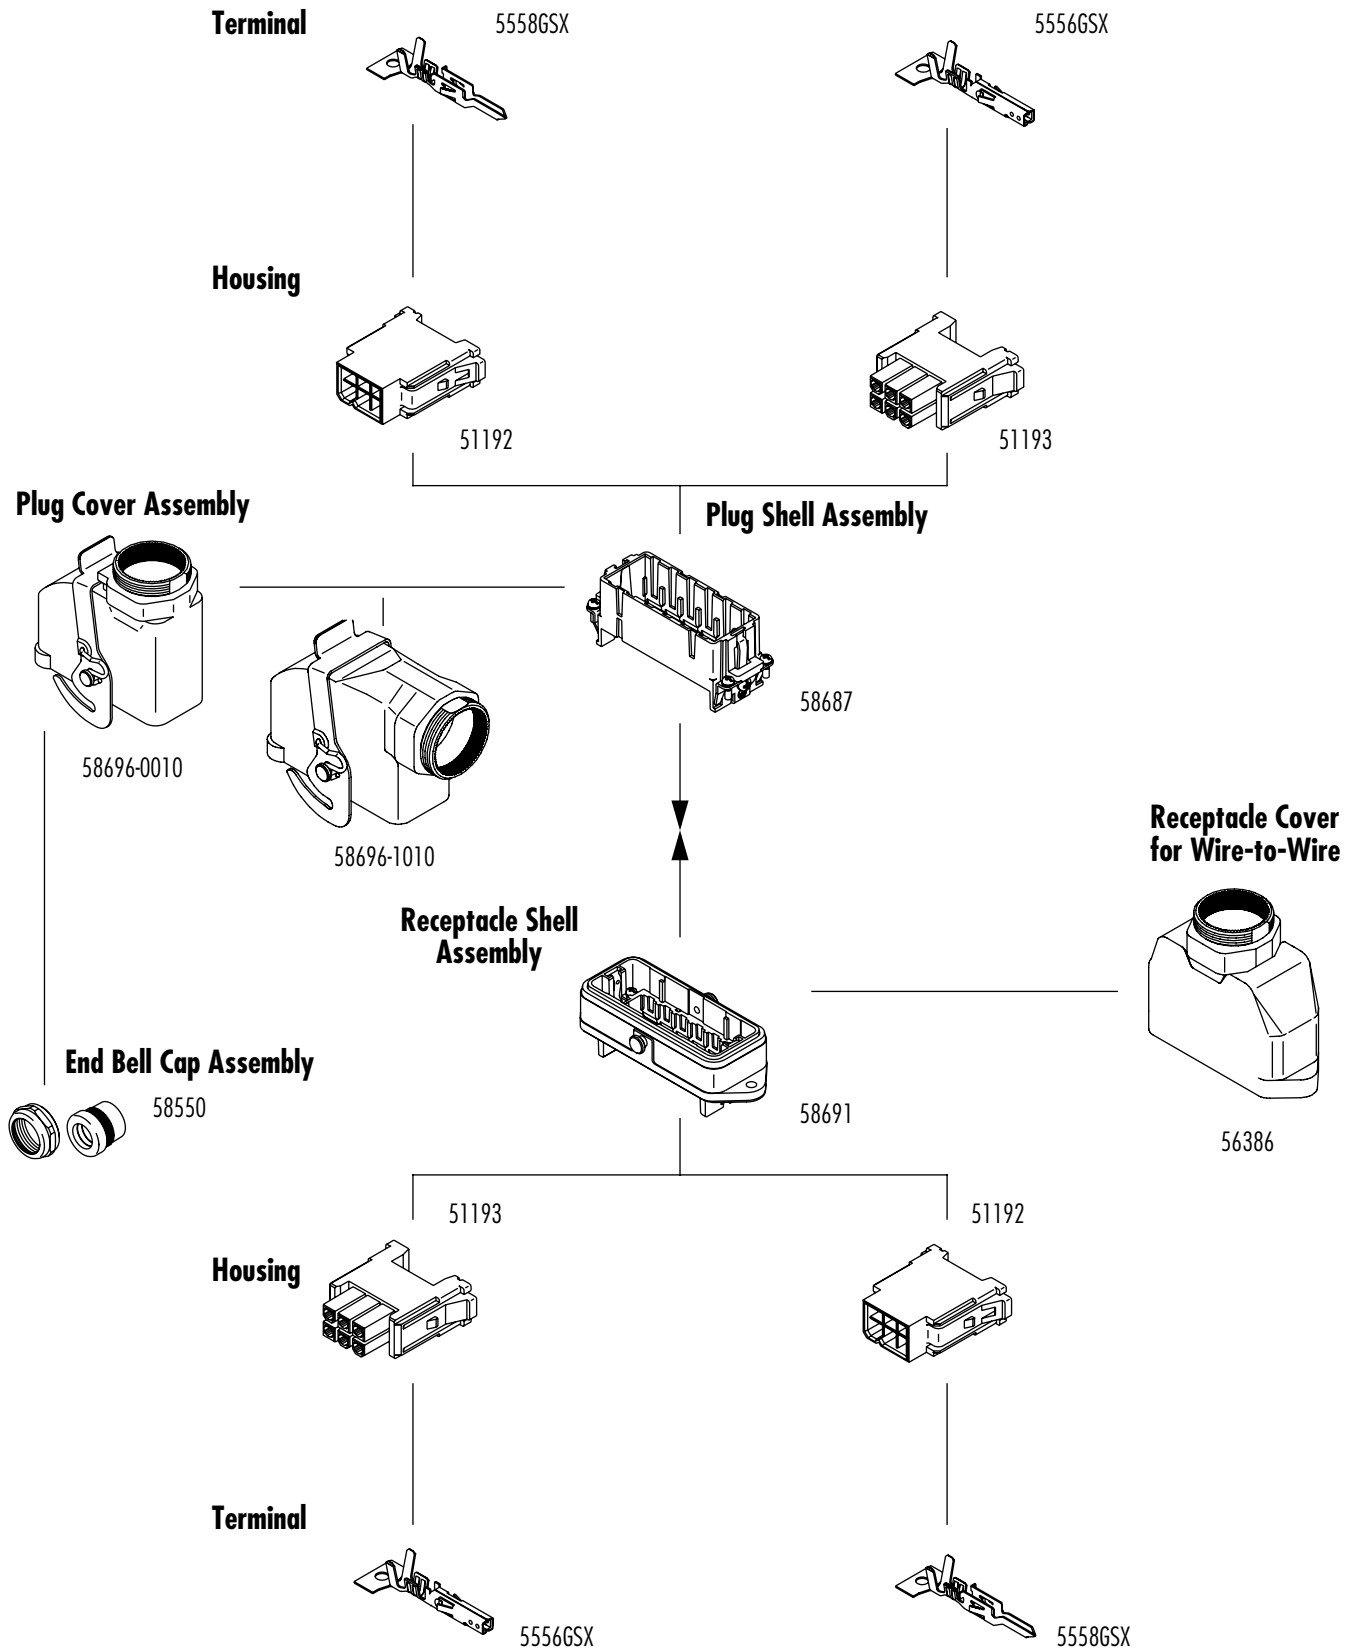 Terminal
5558GSX
5556GSX
Housing
51192
51193
Plug Cover Assembly
Plug Shell Assembly
58687
58696-0010
58696-1010
Receptacle Cover
for Wire-to-Wire
Receptacle Shell
Assembly
End Bell Cap Assembly
58550
58691
56386
51193
51192
Housing
Terminal
5556GSX
5558GSX